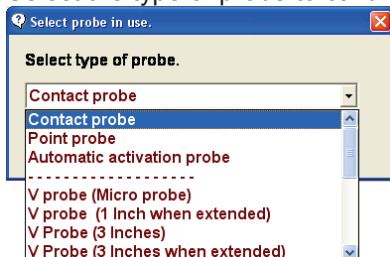 Select probe in use.
Select type of probe.
Contact probe
Contact probe
Point probe
Automatic activation probe
- - - - - - - - - - - - - - - - - - -
V probe (Micro probe)
V probe (1 Inch when extended)
V Probe (3 Inches)
V Probe (3 Inches when extended)